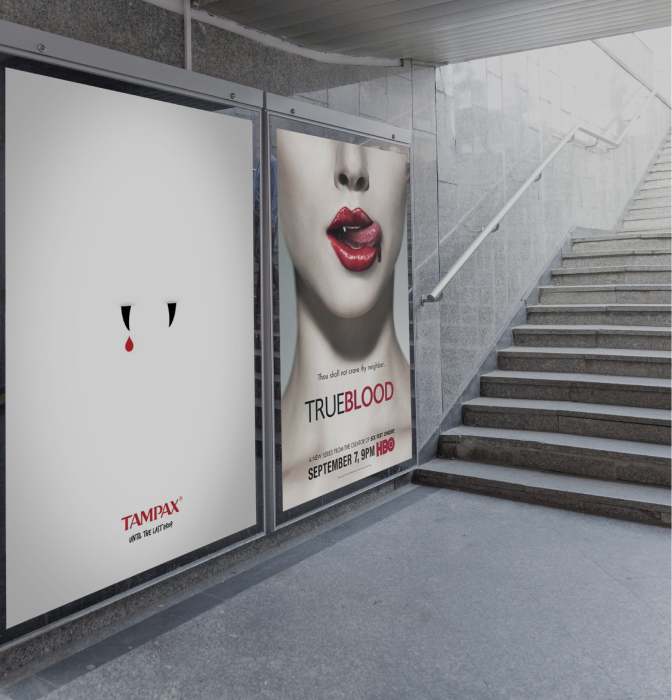 TAMPAX®
UNTIL THE LAST DROP
Thou shall not crave thy neighbor.
TRUEBLOOD
A NEW SERIES FROM THE CREATOR OF SIX FEET UNDER
SEPTEMBER 7, 9PM HBO